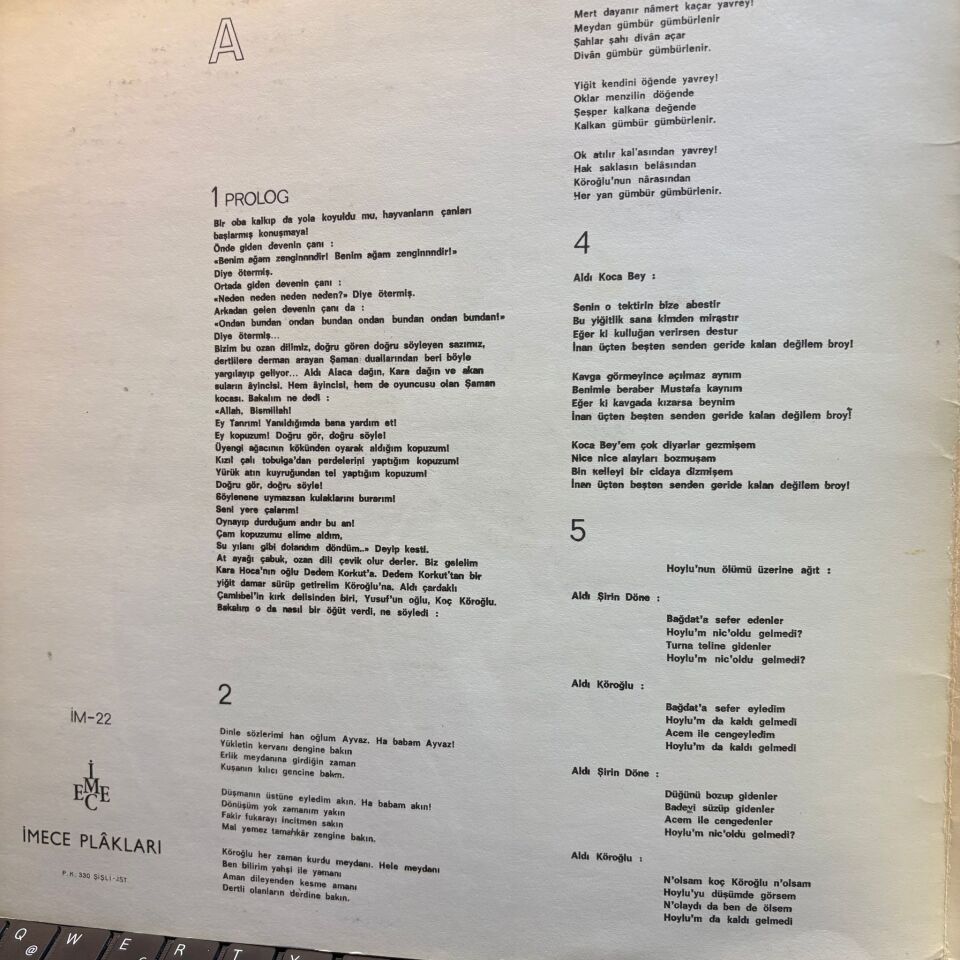 A
1 PROLOG
Bir oba kalkıp da yola koyuldu mu, hayvanların çanları
başlarmış konuşmaya!
Önde giden devenin çanı :
«Benim ağam zenginnndir! Benim ağam zenginnndir!»
Diye ötermiş.
Ortada giden devenin çanı :
«Neden neden neden neden?» Diye ötermiş.
Arkadan gelen devenin çanı da :
«Ondan bundan ondan bundan ondan bundan ondan bundan!»
Diye ötermiş...
Bizim bu ozan dilimiz, doğru gören doğru söyleyen sazımız,
dertlilere derman arayan Şaman dualarından beri böyle
yargılayıp geliyor... Aldı Alaca dağın, Kara dağın ve akan
suların âyincisi. Hem âyincisi, hem de oyuncusu olan Şaman
kocası. Bakalım ne dedi :
«Allah, Bismillah!
Ey Tanrım! Yanıldığımda bana yardım et!
Ey kopuzum! Doğru gör, doğru söyle!
Üyengi ağacının kökünden oyarak aldığım kopuzum!
Kızıl çalı tobulga'dan perdelerini yaptığım kopuzum!
Yürük atın kuyruğundan tel yaptığım kopuzum!
Doğru gör, doğru söyle!
Söylenene uymazsan kulaklarını burarım!
Seni yere çalarım!
Oynayıp durduğum andır bu an!
Çam kopuzumu elime aldım,
Su yılanı gibi dolandım döndüm..» Deyip kesti.
At ayağı çabuk, ozan dili çevik olur derler. Biz gelelim
Kara Hoca'nın oğlu Dedem Korkut'a. Dedem Korkut'tan bir
yiğit damar sürüp getirelim Köroğlu'na. Aldı çardaklı
Çamlıbel'in kırk delisinden biri, Yusuf'un oğlu, Koç Köroğlu.
Bakalım o da nasıl bir öğüt verdi, ne söyledi :
2
Dinle sözlerimi han oğlum Ayvaz. Ha babam Ayvaz!
Yükletin kervanı dengine bakın
Erlik meydanına girdiğin zaman
Kuşanın kılıcı gencine bakım.
Düşmanın üstüne eyledim akın. Ha babam akın!
Dönüşüm yok zamanım yakın
Fakir fukarayı incitmen sakın
Mal yemez tamahkâr zengine bakın.
Köroğlu her zaman kurdu meydanı. Hele meydanı
Ben bilirim yahşi ile yamanı
Aman dileyenden kesme amanı
Dertli olanların derdine bakın.
İM-22
İMECE
İMECE PLÂKLARI
P.K. 330 ŞİŞLİ-İST.
Mert dayanır nâmert kaçar yavrey!
Meydan gümbür gümbürlenir
Şahlar şahı divân açar
Divân gümbür gümbürlenir.
Yiğit kendini öğende yavrey!
Oklar menzilin döğende
Şeşper kalkana değende
Kalkan gümbür gümbürlenir.
Ok atılır kal'asından yavrey!
Hak saklasın belâsından
Köroğlu'nun nârasından
Her yan gümbür gümbürlenir.
4
Aldı Koca Bey :
Senin o tektirin bize abestir
Bu yiğitlik sana kimden mirastır
Eğer ki kulluğan verirsen destur
İnan üçten beşten senden geride kalan değilem broy!
Kavga görmeyince açılmaz aynım
Benimle beraber Mustafa kaynım
Eğer ki kavgada kızarsa beynim
İnan üçten beşten senden geride kalan değilem broy!
Koca Bey'em çok diyarlar gezmişem
Nice nice alayları bozmuşam
Bin kelleyi bir cidaya dizmişem
İnan üçten beşten senden geride kalan değilem broy!
5
Hoylu'nun ölümü üzerine ağıt :
Aldı Şirin Döne :
Bağdat'a sefer edenler
Hoylu'm nic'oldu gelmedi?
Turna teline gidenler
Hoylu'm nic'oldu gelmedi?
Aldı Köroğlu :
Bağdat'a sefer eyledim
Hoylu'm da kaldı gelmedi
Acem ile cengeyledim
Hoylu'm da kaldı gelmedi
Aldı Şirin Döne :
Düğünü bozup gidenler
Badeyi süzüp gidenler
Acem ile cengedenler
Hoylu'm nic'oldu gelmedi?
Aldı Köroğlu :
N'olsam koç Köroğlu n'olsam
Hoylu'yu düşümde görsem
N'olaydı da ben de ölsem
Hoylu'm da kaldı gelmedi
Q W E R T Y
@